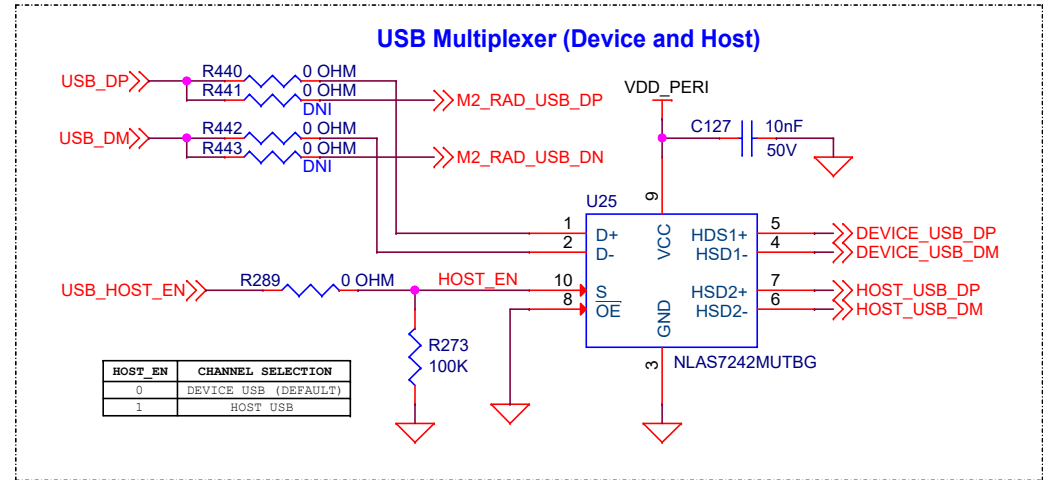 USB Multiplexer (Device and Host)
USB_DP
R440 0 OHM
R441 0 OHM
DNI
M2_RAD_USB_DP
USB_DM
R442 0 OHM
R443 0 OHM
DNI
M2_RAD_USB_DN
VDD_PERI
C127 10nF
50V
U25
9
VCC
1 D+
2 D-
10 S
8 OE
HDS1+ 5 DEVICE_USB_DP
HSD1- 4 DEVICE_USB_DM
HSD2+ 7 HOST_USB_DP
HSD2- 6 HOST_USB_DM
GND
3
NLAS7242MUTBG
USB_HOST_EN
R289 0 OHM
HOST_EN
R273
100K
HOST_EN CHANNEL SELECTION
0 DEVICE USB (DEFAULT)
1 HOST USB